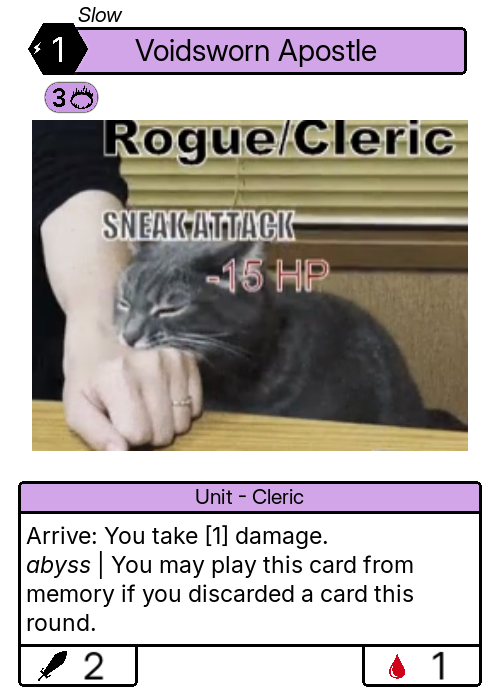 Slow
1
Voidsworn Apostle
3
Rogue/Cleric
SNEAK ATTACK
-15 HP
Unit - Cleric
Arrive: You take [1] damage.
abyss | You may play this card from
memory if you discarded a card this
round.
2
1